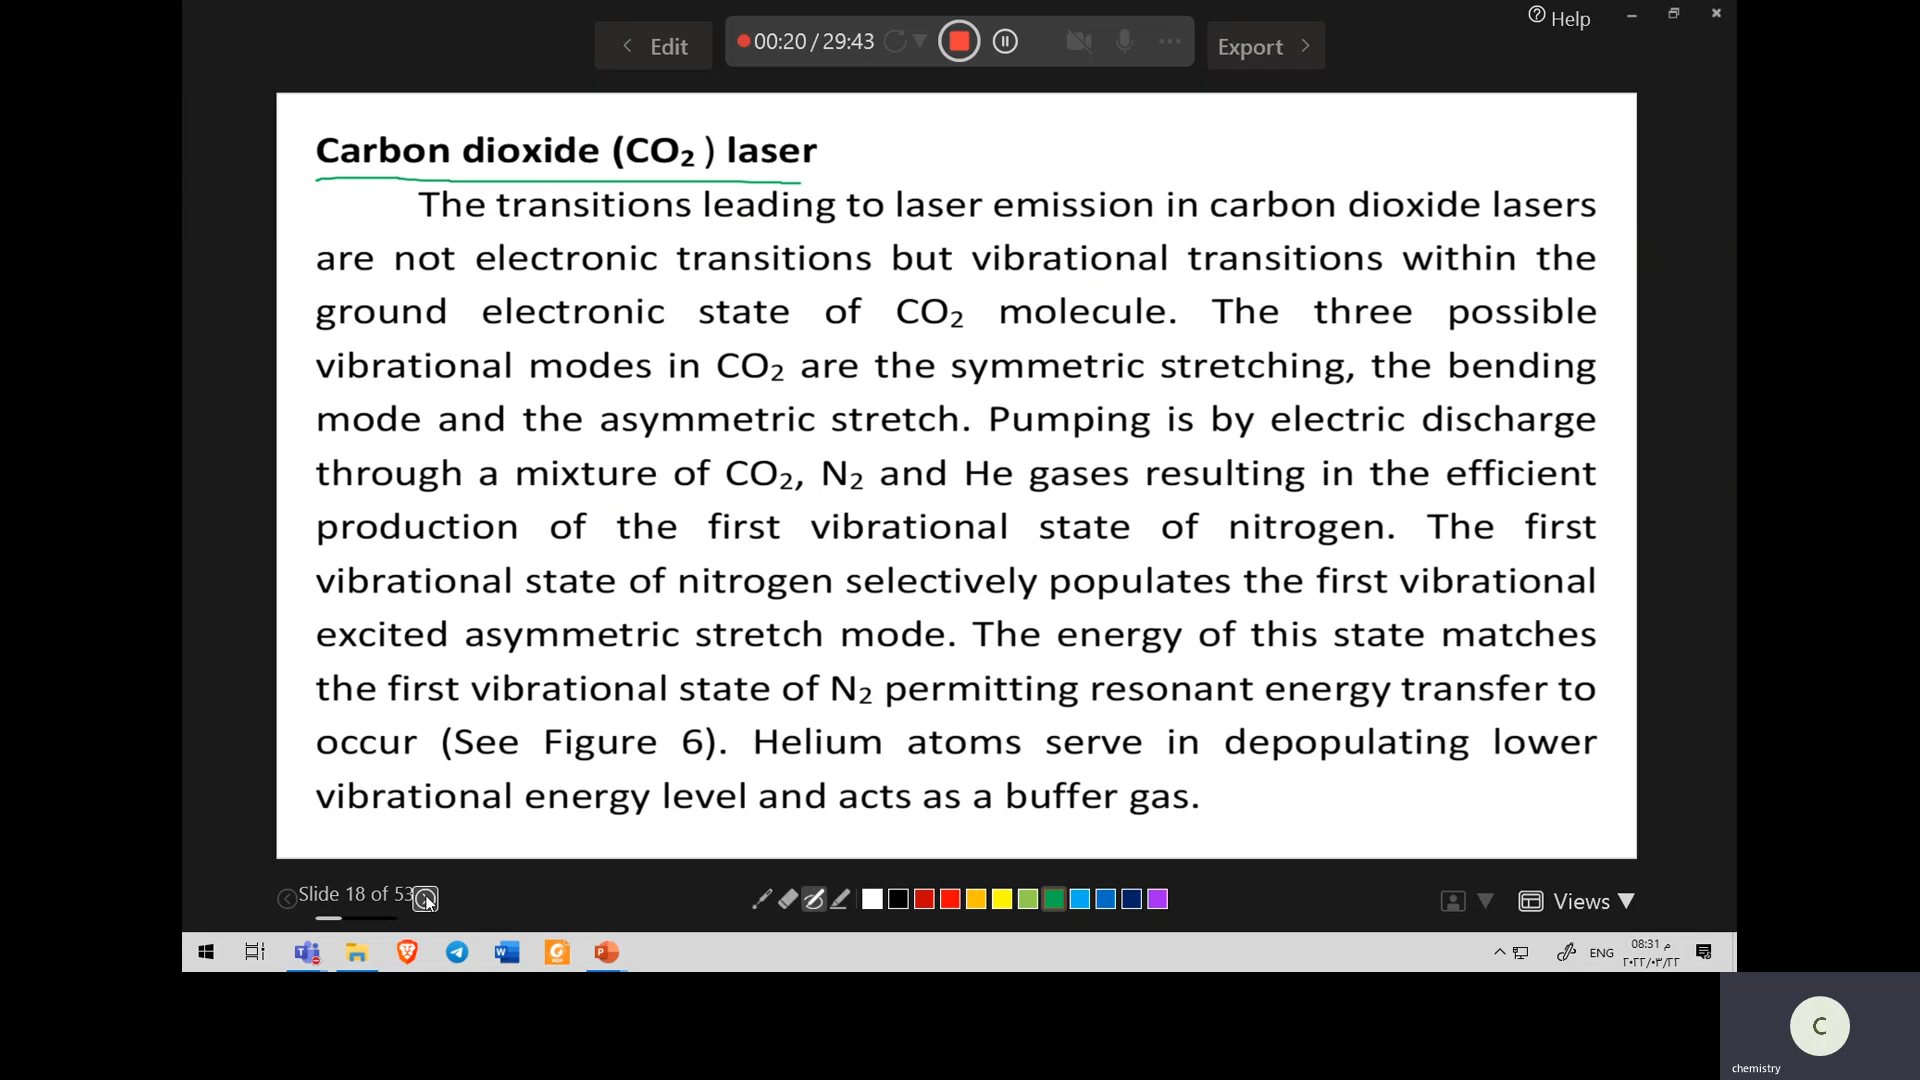 Help
Edit
00:20 / 29:43
Export
Carbon dioxide (CO₂ ) laser
The transitions leading to laser emission in carbon dioxide lasers
are not electronic transitions but vibrational transitions within the
ground electronic state of CO₂ molecule. The three possible
vibrational modes in CO₂ are the symmetric stretching, the bending
mode and the asymmetric stretch. Pumping is by electric discharge
through a mixture of CO₂, N₂ and He gases resulting in the efficient
production of the first vibrational state of nitrogen. The first
vibrational state of nitrogen selectively populates the first vibrational
excited asymmetric stretch mode. The energy of this state matches
the first vibrational state of N₂ permitting resonant energy transfer to
occur (See Figure 6). Helium atoms serve in depopulating lower
vibrational energy level and acts as a buffer gas.
Slide 18 of 53
Views
ENG
08:31 م
٢٠٢٢/٠٣/٢٢
C
chemistry